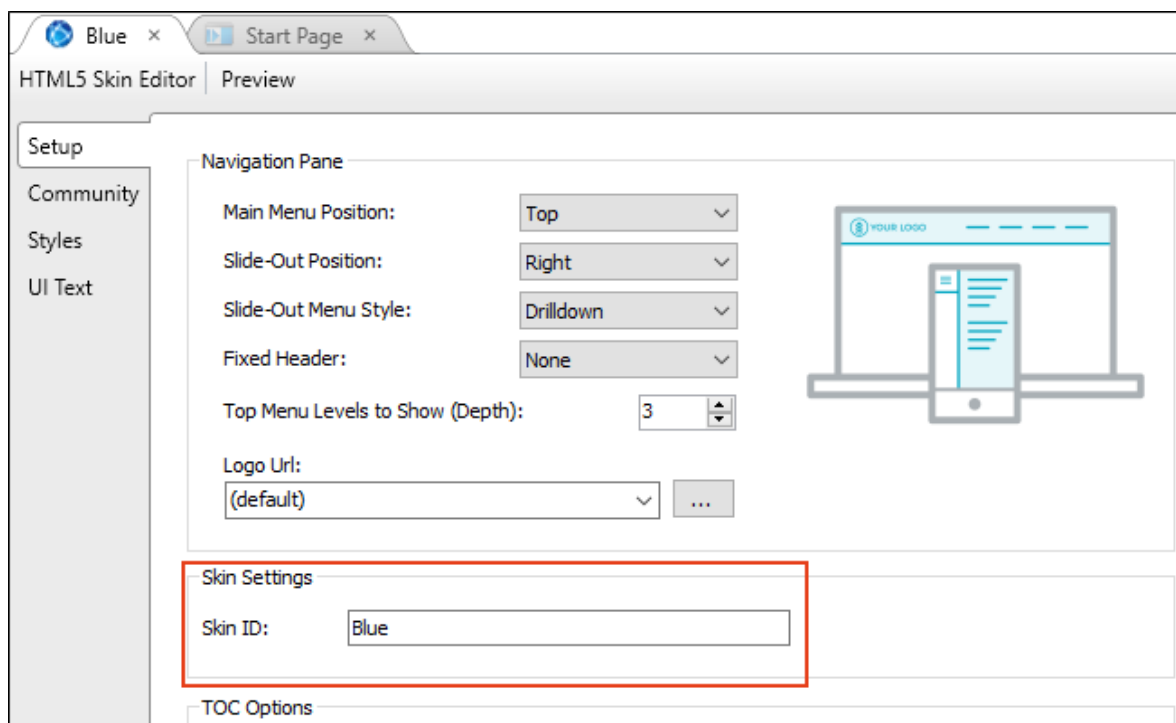 Blue × Start Page ×
HTML5 Skin Editor Preview
Setup
Community
Styles
UI Text
Navigation Pane
Main Menu Position: Top
Slide-Out Position: Right
Slide-Out Menu Style: Drilldown
Fixed Header: None
Top Menu Levels to Show (Depth): 3
Logo Url:
(default) ...
YOUR LOGO
Skin Settings
Skin ID: Blue
TOC Options